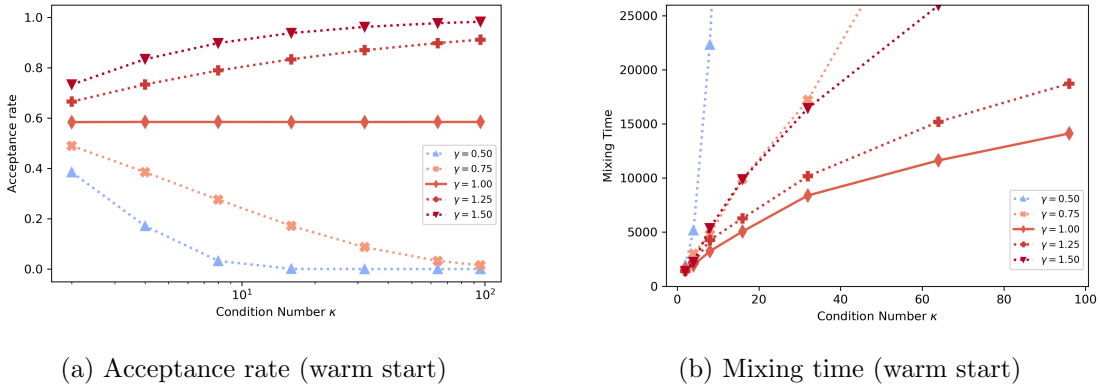 1.0
0.8
0.6
0.4
0.2
0.0
Acceptance rate
γ = 0.50
γ = 0.75
γ = 1.00
γ = 1.25
γ = 1.50
10¹
10²
Condition Number κ
(a) Acceptance rate (warm start)
25000
20000
15000
10000
5000
0
Mixing Time
γ = 0.50
γ = 0.75
γ = 1.00
γ = 1.25
γ = 1.50
0
20
40
60
80
100
Condition Number κ
(b) Mixing time (warm start)